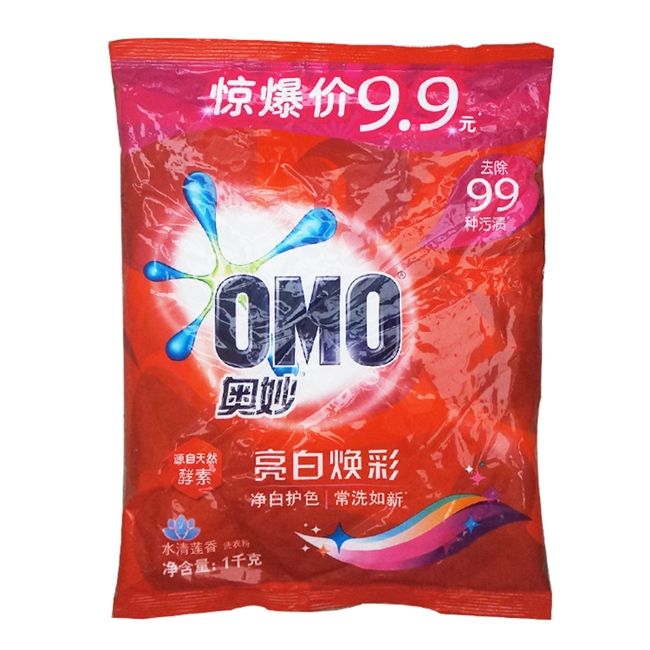 惊爆价9.9元
去除
99
种污渍
OMO®
奥妙®
源自天然
酵素
亮白焕彩
净白护色 | 常洗如新
水清莲香 洗衣粉
净含量:1千克